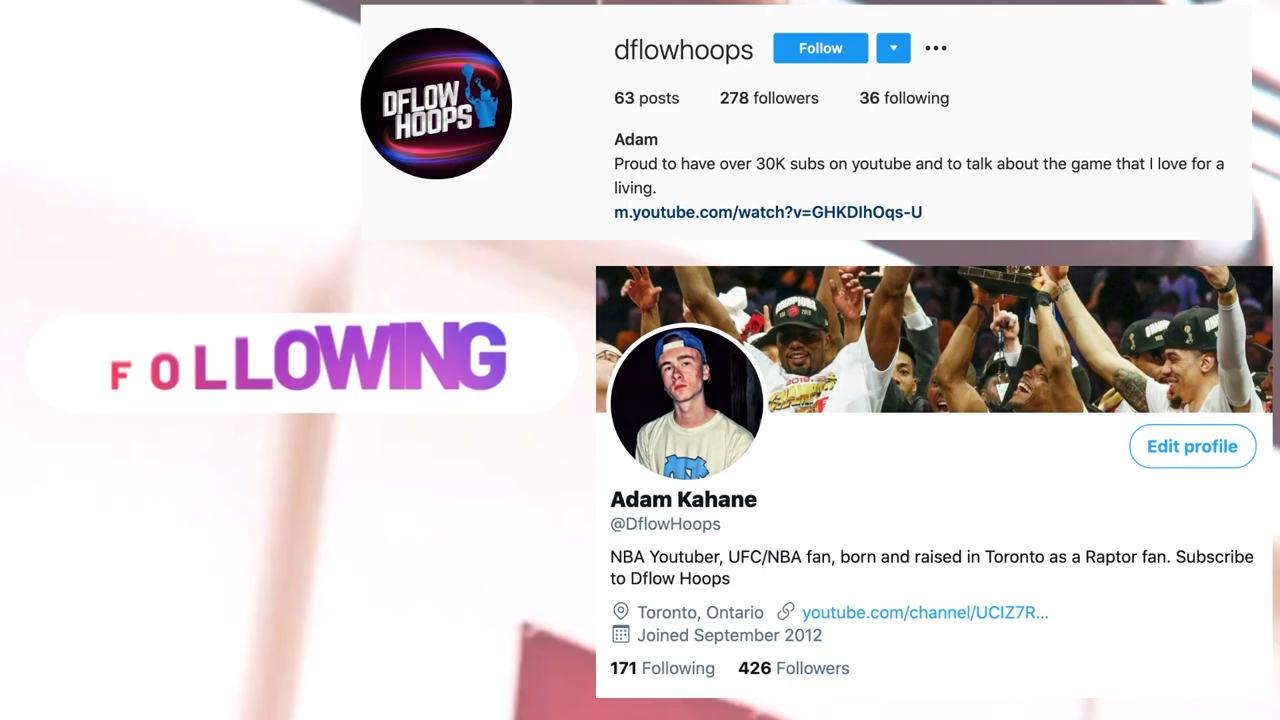 DFLOW
HOOPS
dflowhoops
Follow
63 posts 278 followers 36 following
Adam
Proud to have over 30K subs on youtube and to talk about the game that I love for a
living.
m.youtube.com/watch?v=GHKDIhOqs-U
FOLLOWING
CHAMPIONS
Edit profile
Adam Kahane
@DflowHoops
NBA Youtuber, UFC/NBA fan, born and raised in Toronto as a Raptor fan. Subscribe
to Dflow Hoops
Toronto, Ontario youtube.com/channel/UCIZ7R...
Joined September 2012
171 Following 426 Followers